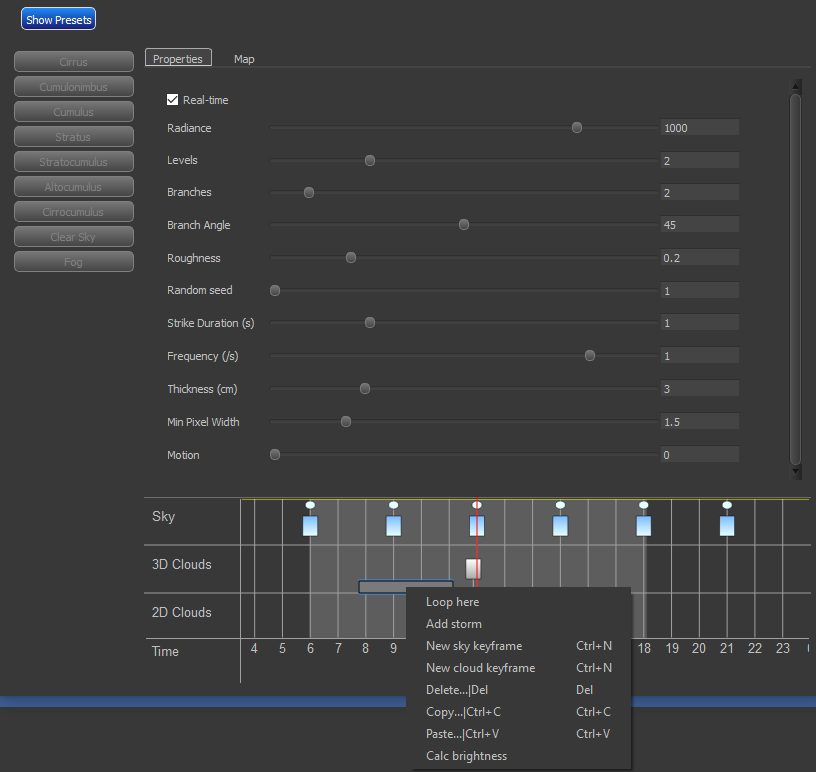 Show Presets
Cirrus
Cumulonimbus
Cumulus
Stratus
Stratocumulus
Altocumulus
Cirrocumulus
Clear Sky
Fog
Properties Map
Real-time
Radiance 1000
Levels 2
Branches 2
Branch Angle 45
Roughness 0.2
Random seed 1
Strike Duration (s) 1
Frequency (/s) 1
Thickness (cm) 3
Min Pixel Width 1.5
Motion 0
Sky
3D Clouds
2D Clouds
Time 4 5 6 7 8 9 18 19 20 21 22 23
Loop here
Add storm
New sky keyframe Ctrl+N
New cloud keyframe Ctrl+N
Delete...|Del Del
Copy...|Ctrl+C Ctrl+C
Paste...|Ctrl+V Ctrl+V
Calc brightness